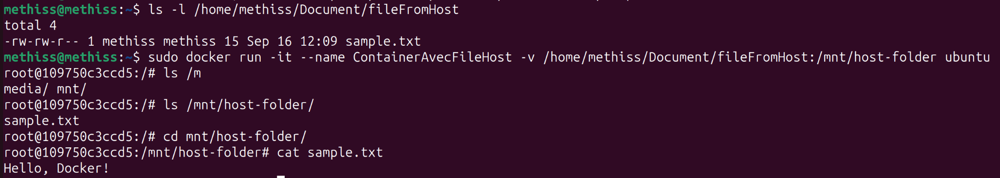 methiss@methiss:~$ ls -l /home/methiss/Document/fileFromHost
total 4
-rw-rw-r-- 1 methiss methiss 15 Sep 16 12:09 sample.txt
methiss@methiss:~$ sudo docker run -it --name ContainerAvecFileHost -v /home/methiss/Document/fileFromHost:/mnt/host-folder ubuntu
root@109750c3ccd5:/# ls /m
media/ mnt/
root@109750c3ccd5:/# ls /mnt/host-folder/
sample.txt
root@109750c3ccd5:/# cd mnt/host-folder/
root@109750c3ccd5:/mnt/host-folder# cat sample.txt
Hello, Docker!